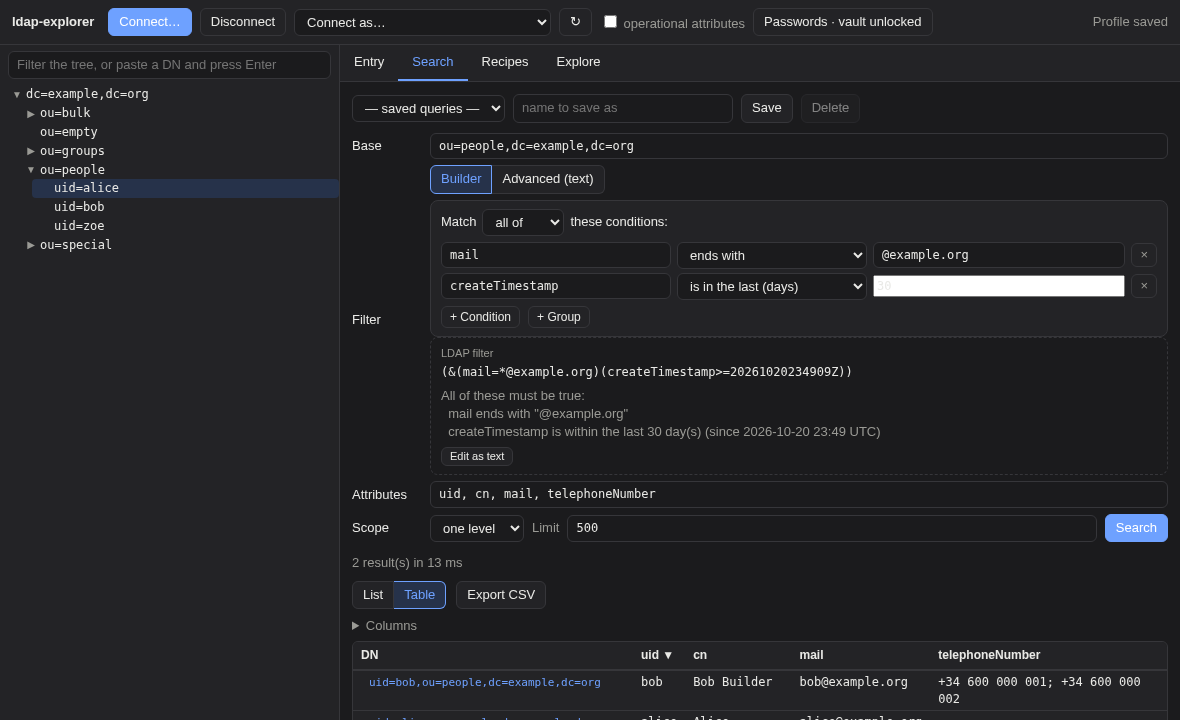 ldap-explorer Connect… Disconnect Connect as… ↻ operational attributes Passwords · vault unlocked Profile saved
Filter the tree, or paste a DN and press Enter
▼ dc=example,dc=org
▶ ou=bulk
ou=empty
▶ ou=groups
▼ ou=people
uid=alice
uid=bob
uid=zoe
▶ ou=special
Entry Search Recipes Explore
— saved queries — name to save as Save Delete
Base ou=people,dc=example,dc=org
Builder Advanced (text)
Match all of these conditions:
mail ends with @example.org ×
createTimestamp is in the last (days) 30 ×
+ Condition + Group
Filter
LDAP filter
(&(mail=*@example.org)(createTimestamp>=20261020234909Z))
All of these must be true:
mail ends with "@example.org"
createTimestamp is within the last 30 day(s) (since 2026-10-20 23:49 UTC)
Edit as text
Attributes uid, cn, mail, telephoneNumber
Scope one level Limit 500 Search
2 result(s) in 13 ms
List Table Export CSV
▶ Columns
DN uid ▼ cn mail telephoneNumber
uid=bob,ou=people,dc=example,dc=org bob Bob Builder bob@example.org +34 600 000 001; +34 600 000
002